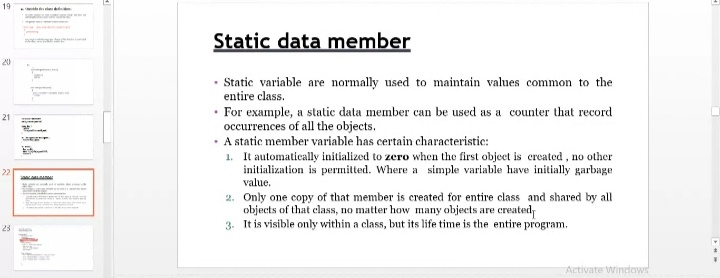 19
20
21
22
23
Static data member
• Static variable are normally used to maintain values common to the
entire class.
• For example, a static data member can be used as a counter that record
occurrences of all the objects.
• A static member variable has certain characteristic:
1. It automatically initialized to zero when the first object is created , no other
initialization is permitted. Where a simple variable have initially garbage
value.
2. Only one copy of that member is created for entire class and shared by all
objects of that class, no matter how many objects are created.
3. It is visible only within a class, but its life time is the entire program.
Activate Windows